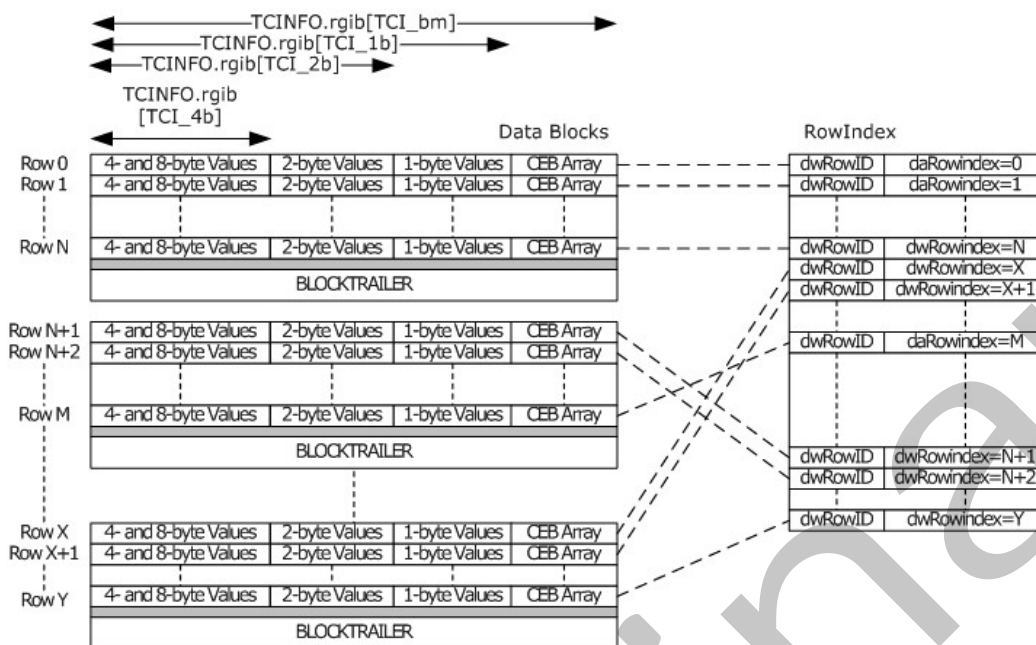 TCINFO.rgib[TCI_bm]
TCINFO.rgib[TCI_1b]
TCINFO.rgib[TCI_2b]
TCINFO.rgib
[TCI_4b]
Data Blocks RowIndex
Row 0 4- and 8-byte Values 2-byte Values 1-byte Values CEB Array dwRowID daRowindex=0
Row 1 4- and 8-byte Values 2-byte Values 1-byte Values CEB Array dwRowID daRowindex=1
Row N 4- and 8-byte Values 2-byte Values 1-byte Values CEB Array dwRowID dwRowindex=N
dwRowID dwRowindex=X
BLOCKTRAILER dwRowID dwRowindex=X+1
Row N+1 4- and 8-byte Values 2-byte Values 1-byte Values CEB Array dwRowID daRowindex=M
Row N+2 4- and 8-byte Values 2-byte Values 1-byte Values CEB Array
Row M 4- and 8-byte Values 2-byte Values 1-byte Values CEB Array
BLOCKTRAILER dwRowID dwRowindex=N+1
dwRowID dwRowindex=N+2
Row X 4- and 8-byte Values 2-byte Values 1-byte Values CEB Array dwRowID dwRowindex=Y
Row X+1 4- and 8-byte Values 2-byte Values 1-byte Values CEB Array
Row Y 4- and 8-byte Values 2-byte Values 1-byte Values CEB Array
BLOCKTRAILER